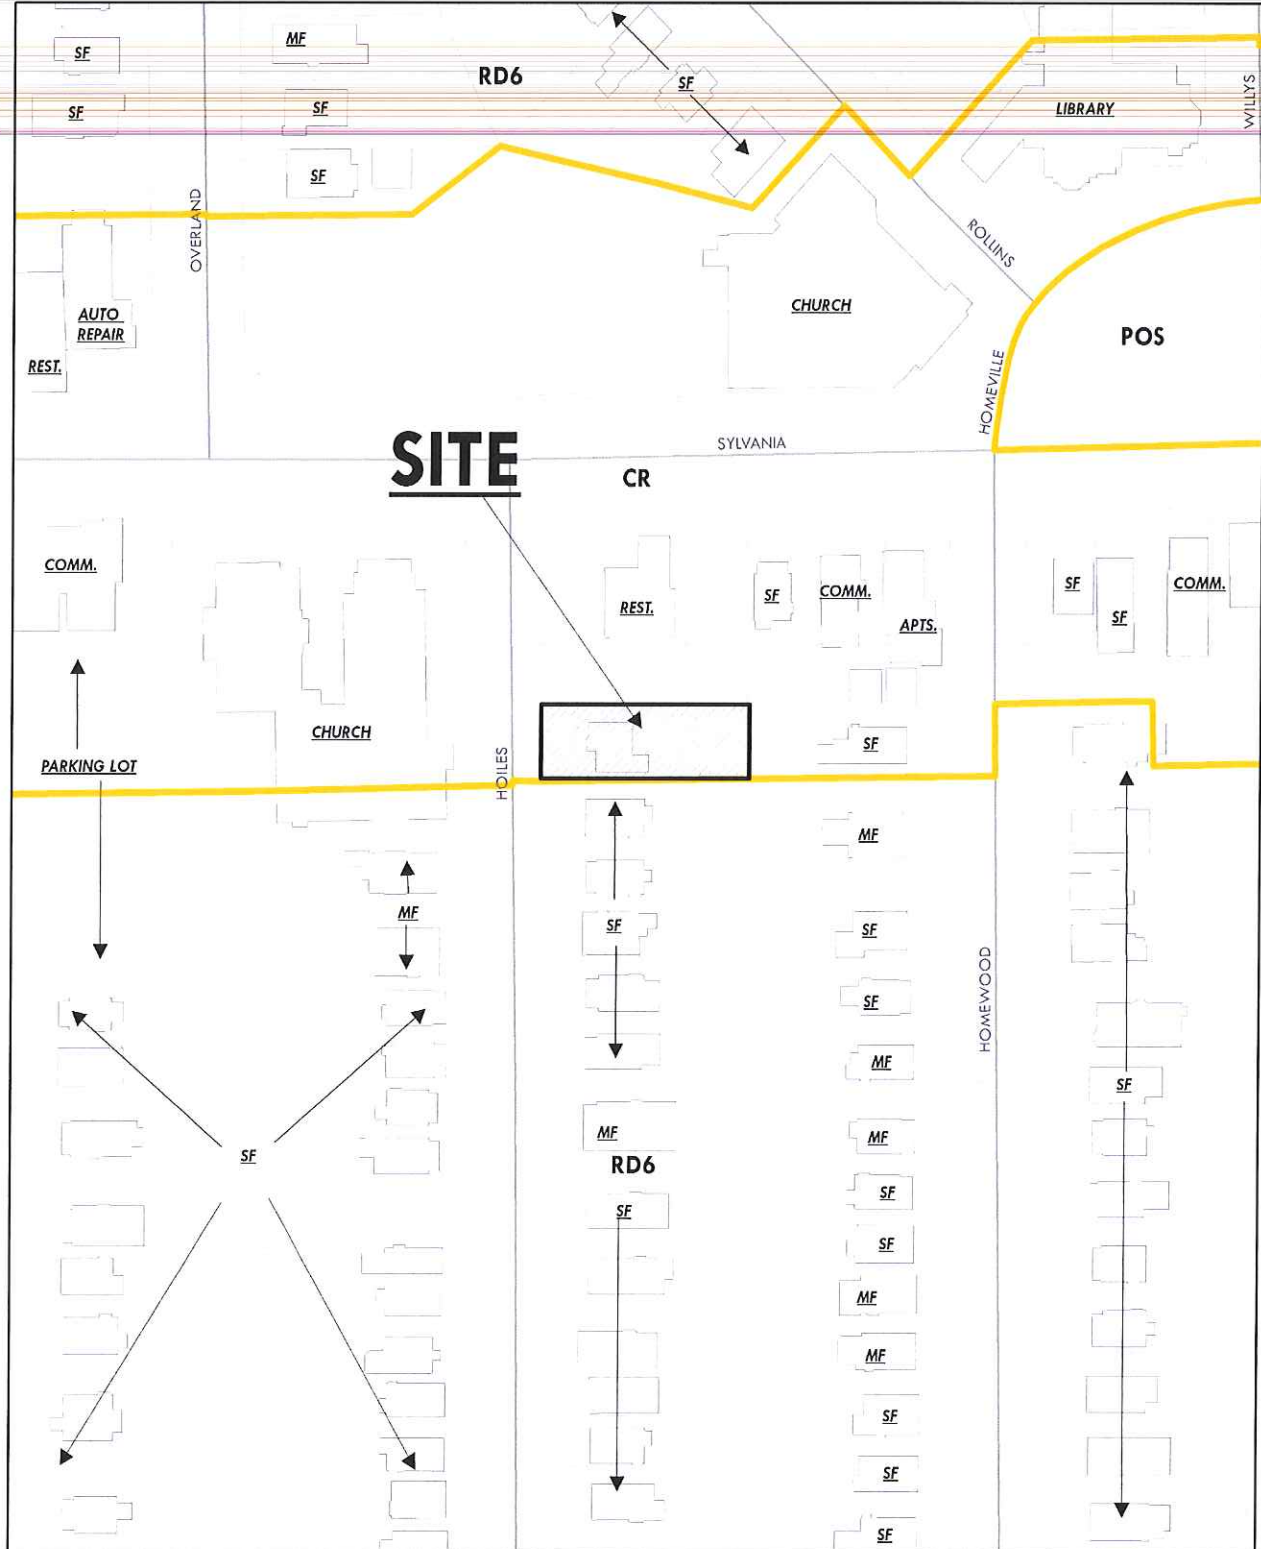 SF
MF
RD6
SF
SF
SF
LIBRARY
WILLYS
SF
SF
OVERLAND
ROLLINS
AUTO
REPAIR
REST.
CHURCH
POS
HOMEVILLE
SYLVANIA
SITE
CR
COMM.
REST.
SF
COMM.
APTS.
SF
SF
COMM.
CHURCH
SF
PARKING LOT
HOILES
MF
MF
SF
SF
SF
HOMEWOOD
MF
SF
MF
MF
SF
RD6
SF
SF
SF
MF
MF
SF
SF
SF